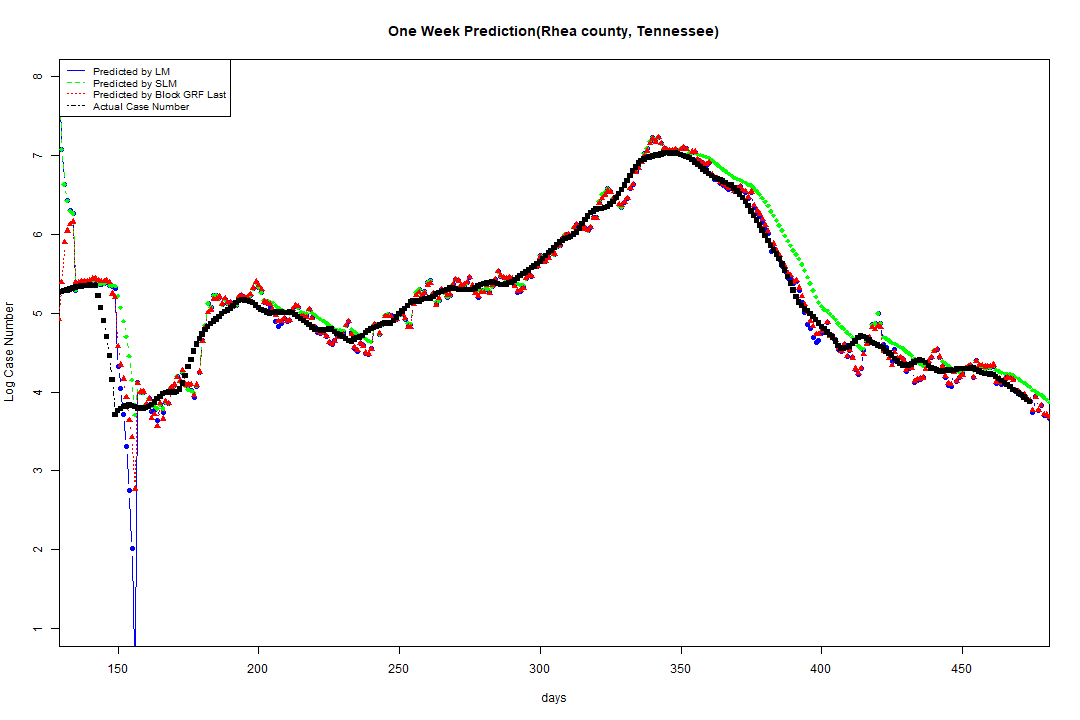 One Week Prediction(Rhea county, Tennessee)
Predicted by LM
Predicted by SLM
Predicted by Block GRF Last
Actual Case Number
8
7
6
5
4
3
2
1
Log Case Number
150 200 250 300 350 400 450
days